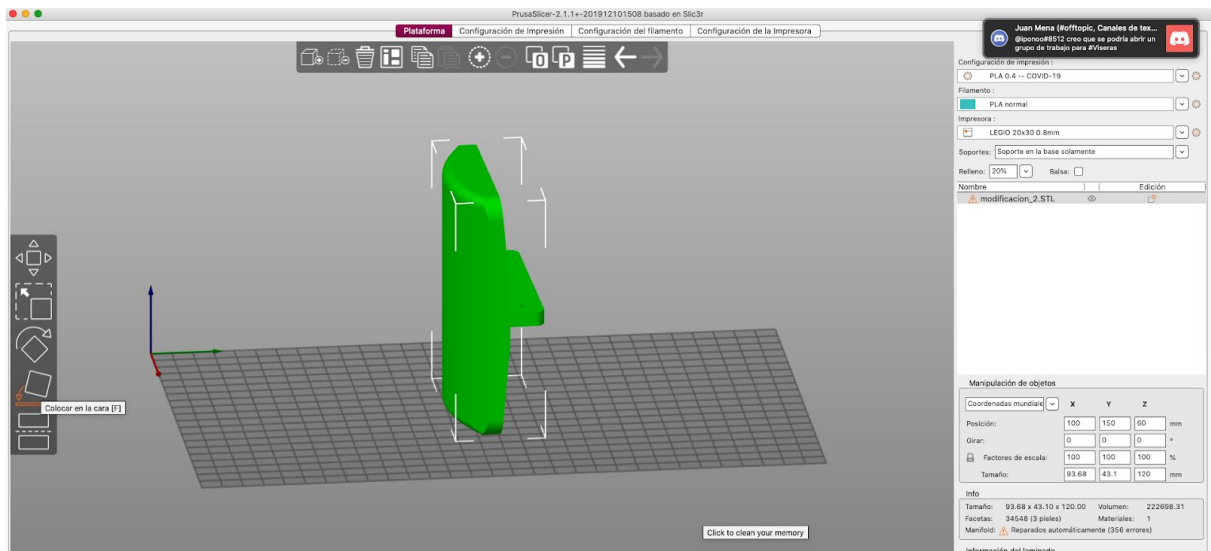 PrusaSlicer-2.1.1+-201912101508 basado en Slic3r
Plataforma Configuración de Impresión Configuración del filamento Configuración de la Impresora
Juan Mena (#offtopic, Canales de tex...
@iponoo#8512 creo que se podría abrir un
grupo de trabajo para #Viseras
Configuración de impresión :
PLA 0.4 -- COVID-19
Filamento :
PLA normal
Impresora :
LEGIO 20x30 0.8mm
Soportes: Soporte en la base solamente
Relleno: 20% Balsa:
Nombre Edición
modificacion_2.STL
Colocar en la cara [F]
Click to clean your memory
Manipulación de objetos
Coordenadas mundiale X Y Z
Posición: 100 150 60 mm
Girar: 0 0 0 °
Factores de escala: 100 100 100 %
Tamaño: 93.68 43.1 120 mm
Info
Tamaño: 93.68 x 43.10 x 120.00 Volumen: 222698.31
Facetas: 34548 (3 pieles) Materiales: 1
Manifold: Reparados automáticamente (356 errores)
Información del laminado